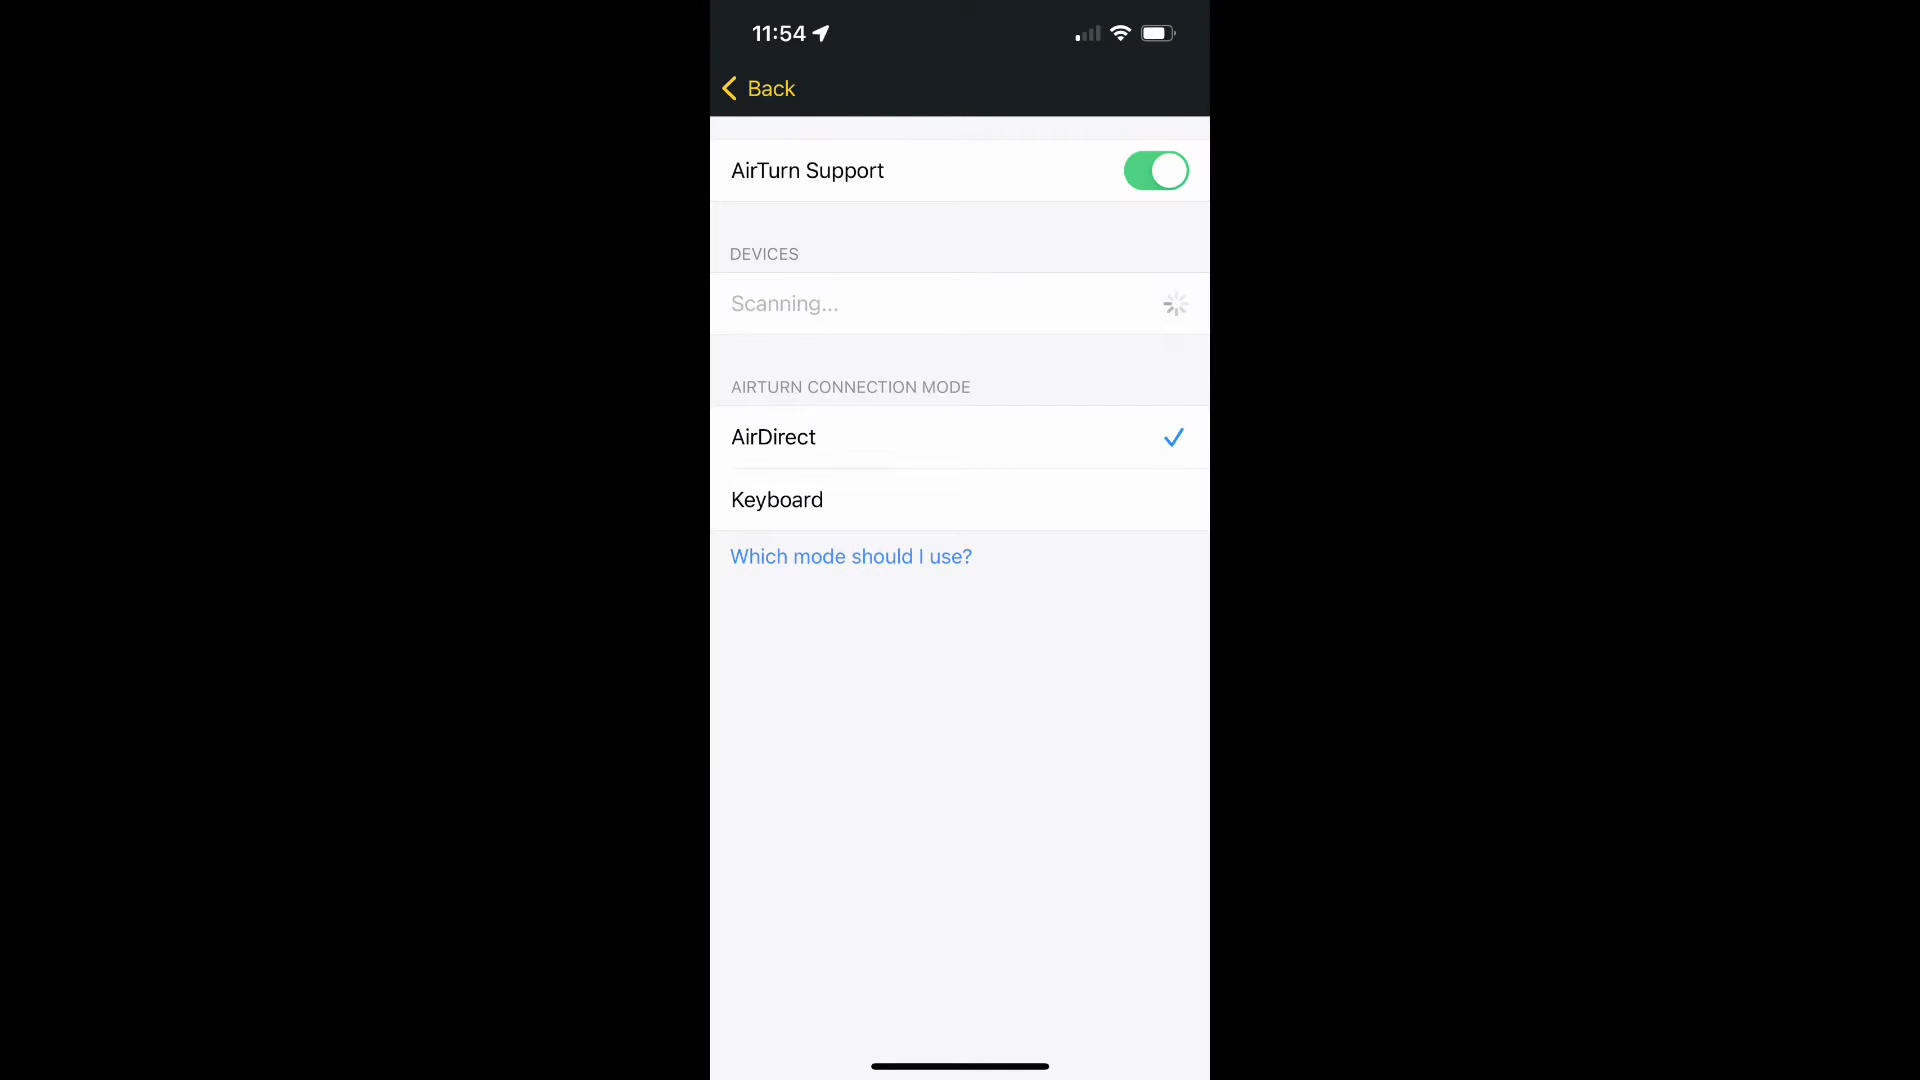 11:54
Back
AirTurn Support
DEVICES
Scanning...
AIRTURN CONNECTION MODE
AirDirect
Keyboard
Which mode should I use?